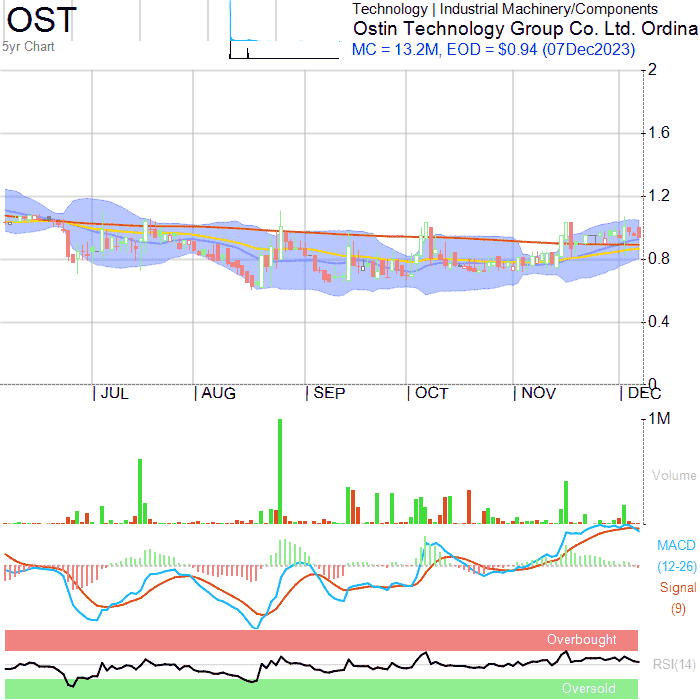 OST
5yr Chart
Technology | Industrial Machinery/Components
Ostin Technology Group Co. Ltd. Ordina
MC = 13.2M, EOD = $0.94 (07Dec2023)
2
1.6
1.2
0.8
0.4
0
JUL
AUG
SEP
OCT
NOV
DEC
1M
Volume
MACD
(12-26)
Signal
(9)
Overbought
RSI(14)
Oversold